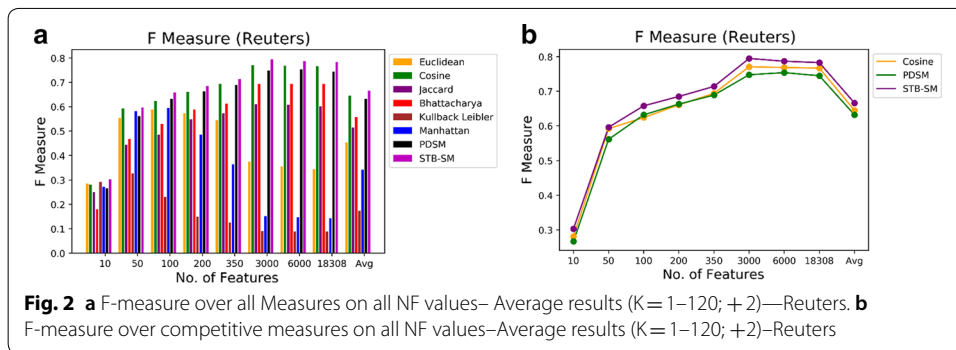 a
F Measure (Reuters)
F Measure
0.8
0.7
0.6
0.5
0.4
0.3
0.2
0.1
0.0
10 50 100 200 350 3000 6000 18308 Avg
No. of Features
Euclidean
Cosine
Jaccard
Bhattacharya
Kullback Leibler
Manhattan
PDSM
STB-SM
b
F Measure (Reuters)
F Measure
0.8
0.7
0.6
0.5
0.4
0.3
10 50 100 200 350 3000 6000 18308 Avg
No. of Features
Cosine
PDSM
STB-SM
Fig. 2 a F-measure over all Measures on all NF values– Average results (K = 1–120; + 2)—Reuters. b
F-measure over competitive measures on all NF values–Average results (K = 1–120; +2)–Reuters